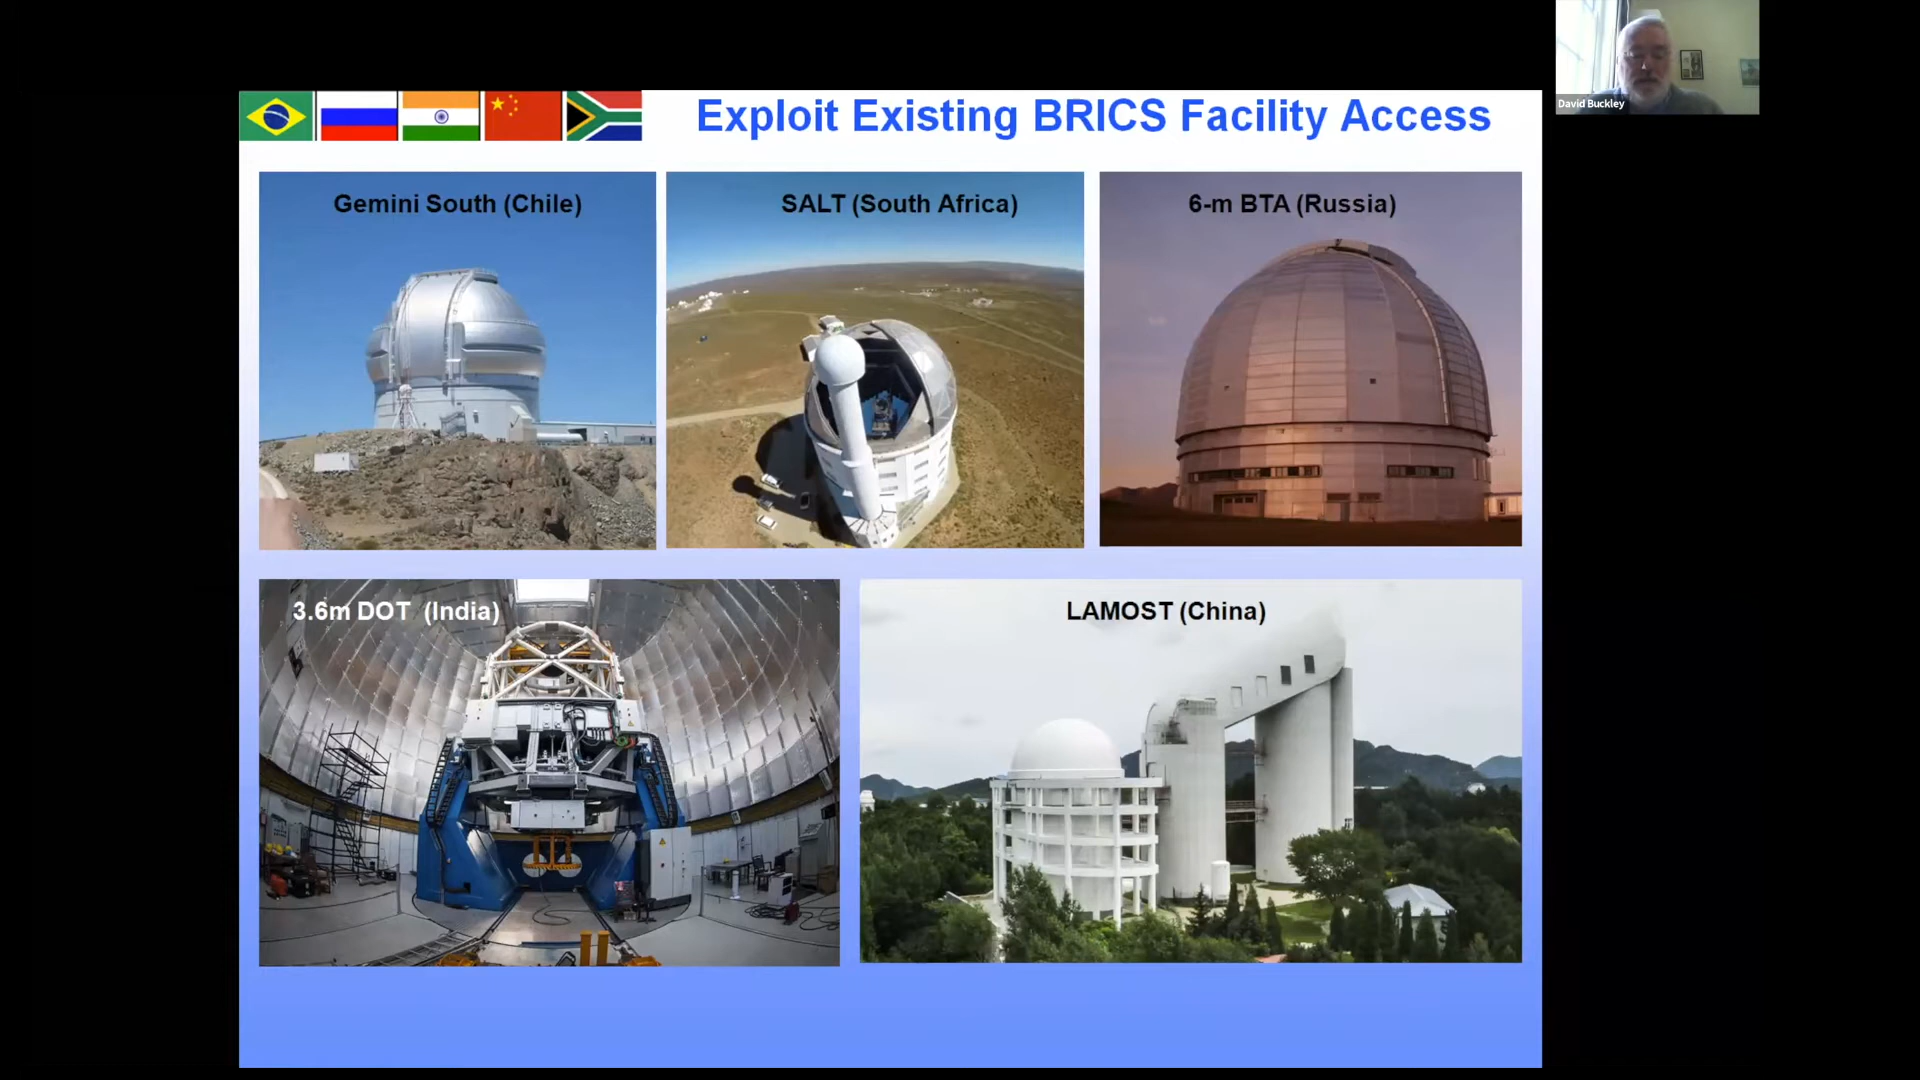 David Buckley
Exploit Existing BRICS Facility Access
Gemini South (Chile)
SALT (South Africa)
6-m BTA (Russia)
3.6m DOT (India)
LAMOST (China)